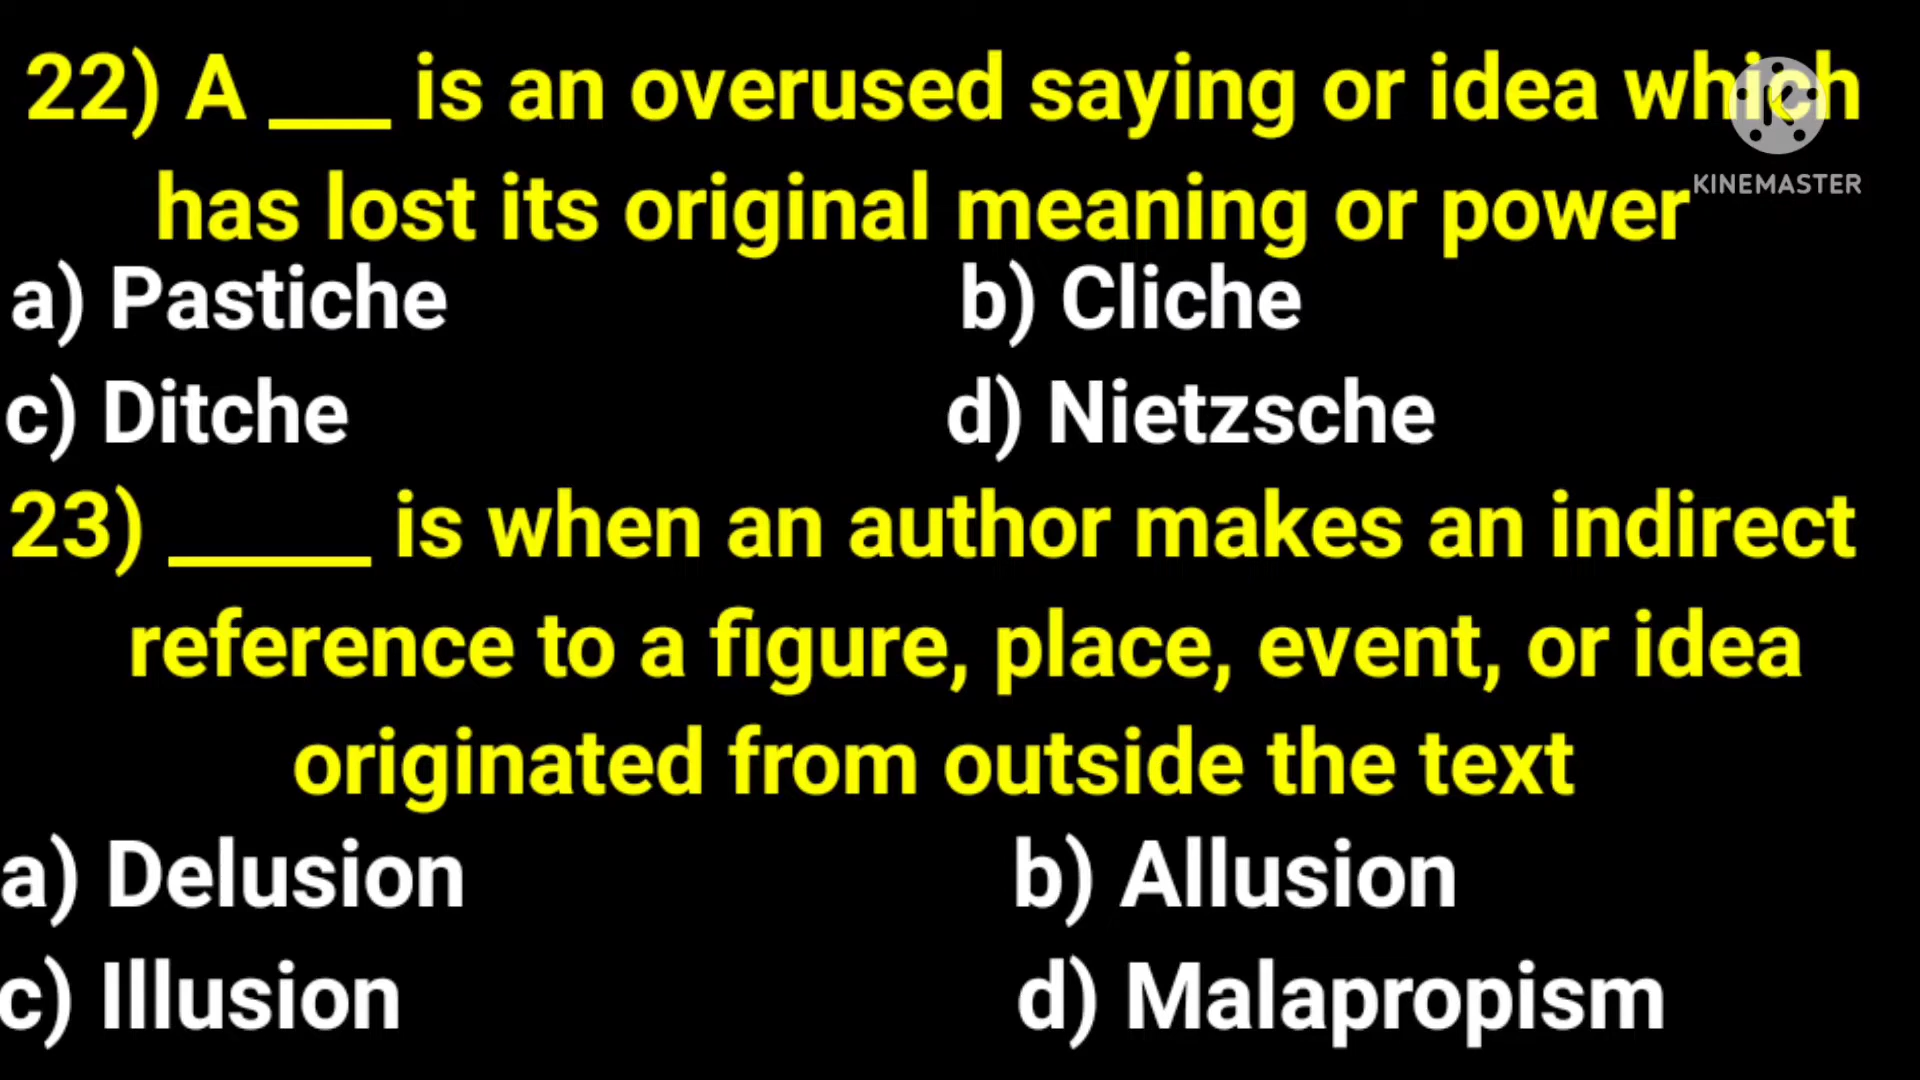 22) A ___ is an overused saying or idea which
has lost its original meaning or power
KINEMASTER
a) Pastiche b) Cliche
c) Ditche d) Nietzsche
23) _____ is when an author makes an indirect
reference to a figure, place, event, or idea
originated from outside the text
a) Delusion b) Allusion
c) Illusion d) Malapropism